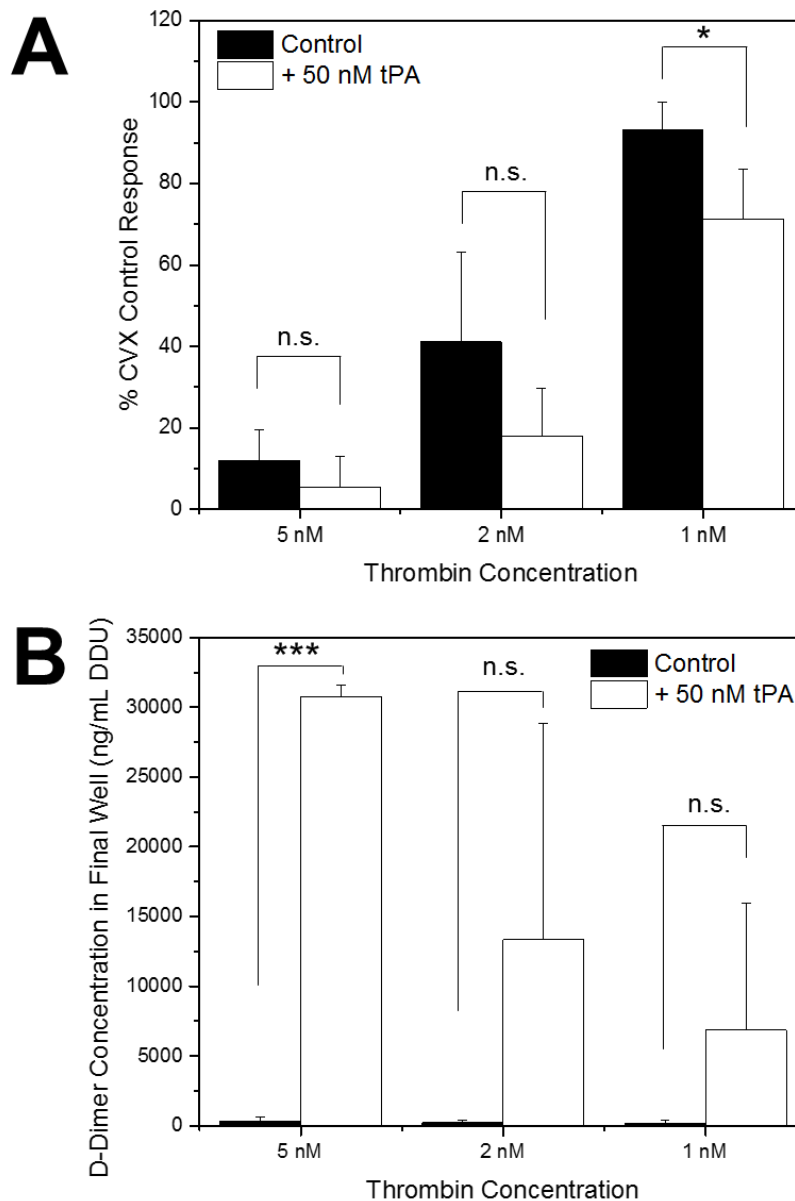 A
120
100
80
60
40
20
0
% CVX Control Response
Control
+ 50 nM tPA
n.s.
n.s.
*
5 nM
2 nM
1 nM
Thrombin Concentration
B
35000
30000
25000
20000
15000
10000
5000
0
D-Dimer Concentration in Final Well (ng/mL DDU)
Control
+ 50 nM tPA
***
n.s.
n.s.
5 nM
2 nM
1 nM
Thrombin Concentration